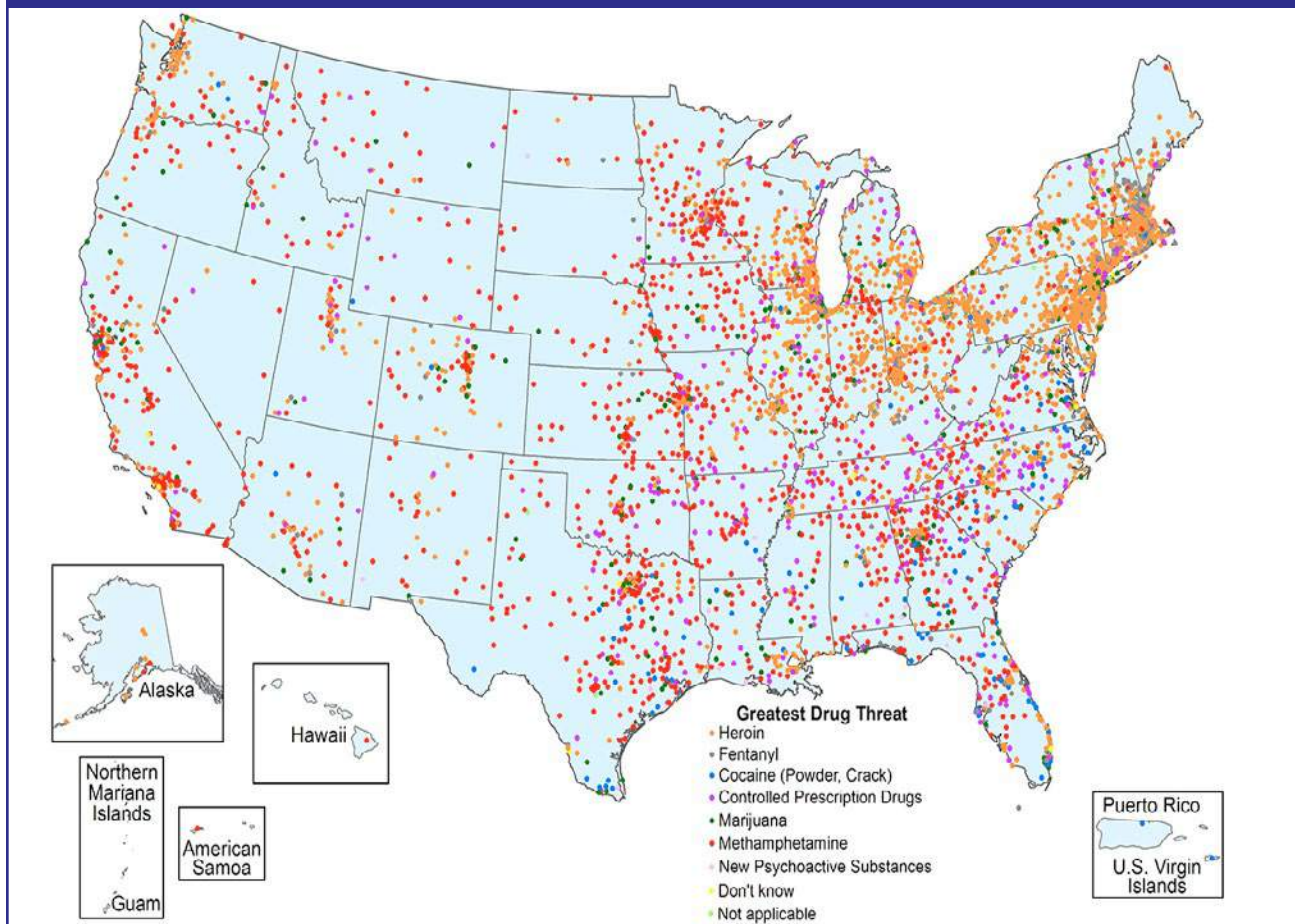 Alaska
Hawaii
Northern
Mariana
Islands
Guam
American
Samoa
Greatest Drug Threat
Heroin
Fentanyl
Cocaine (Powder, Crack)
Controlled Prescription Drugs
Marijuana
Methamphetamine
New Psychoactive Substances
Don't know
Not applicable
Puerto Rico
U.S. Virgin
Islands